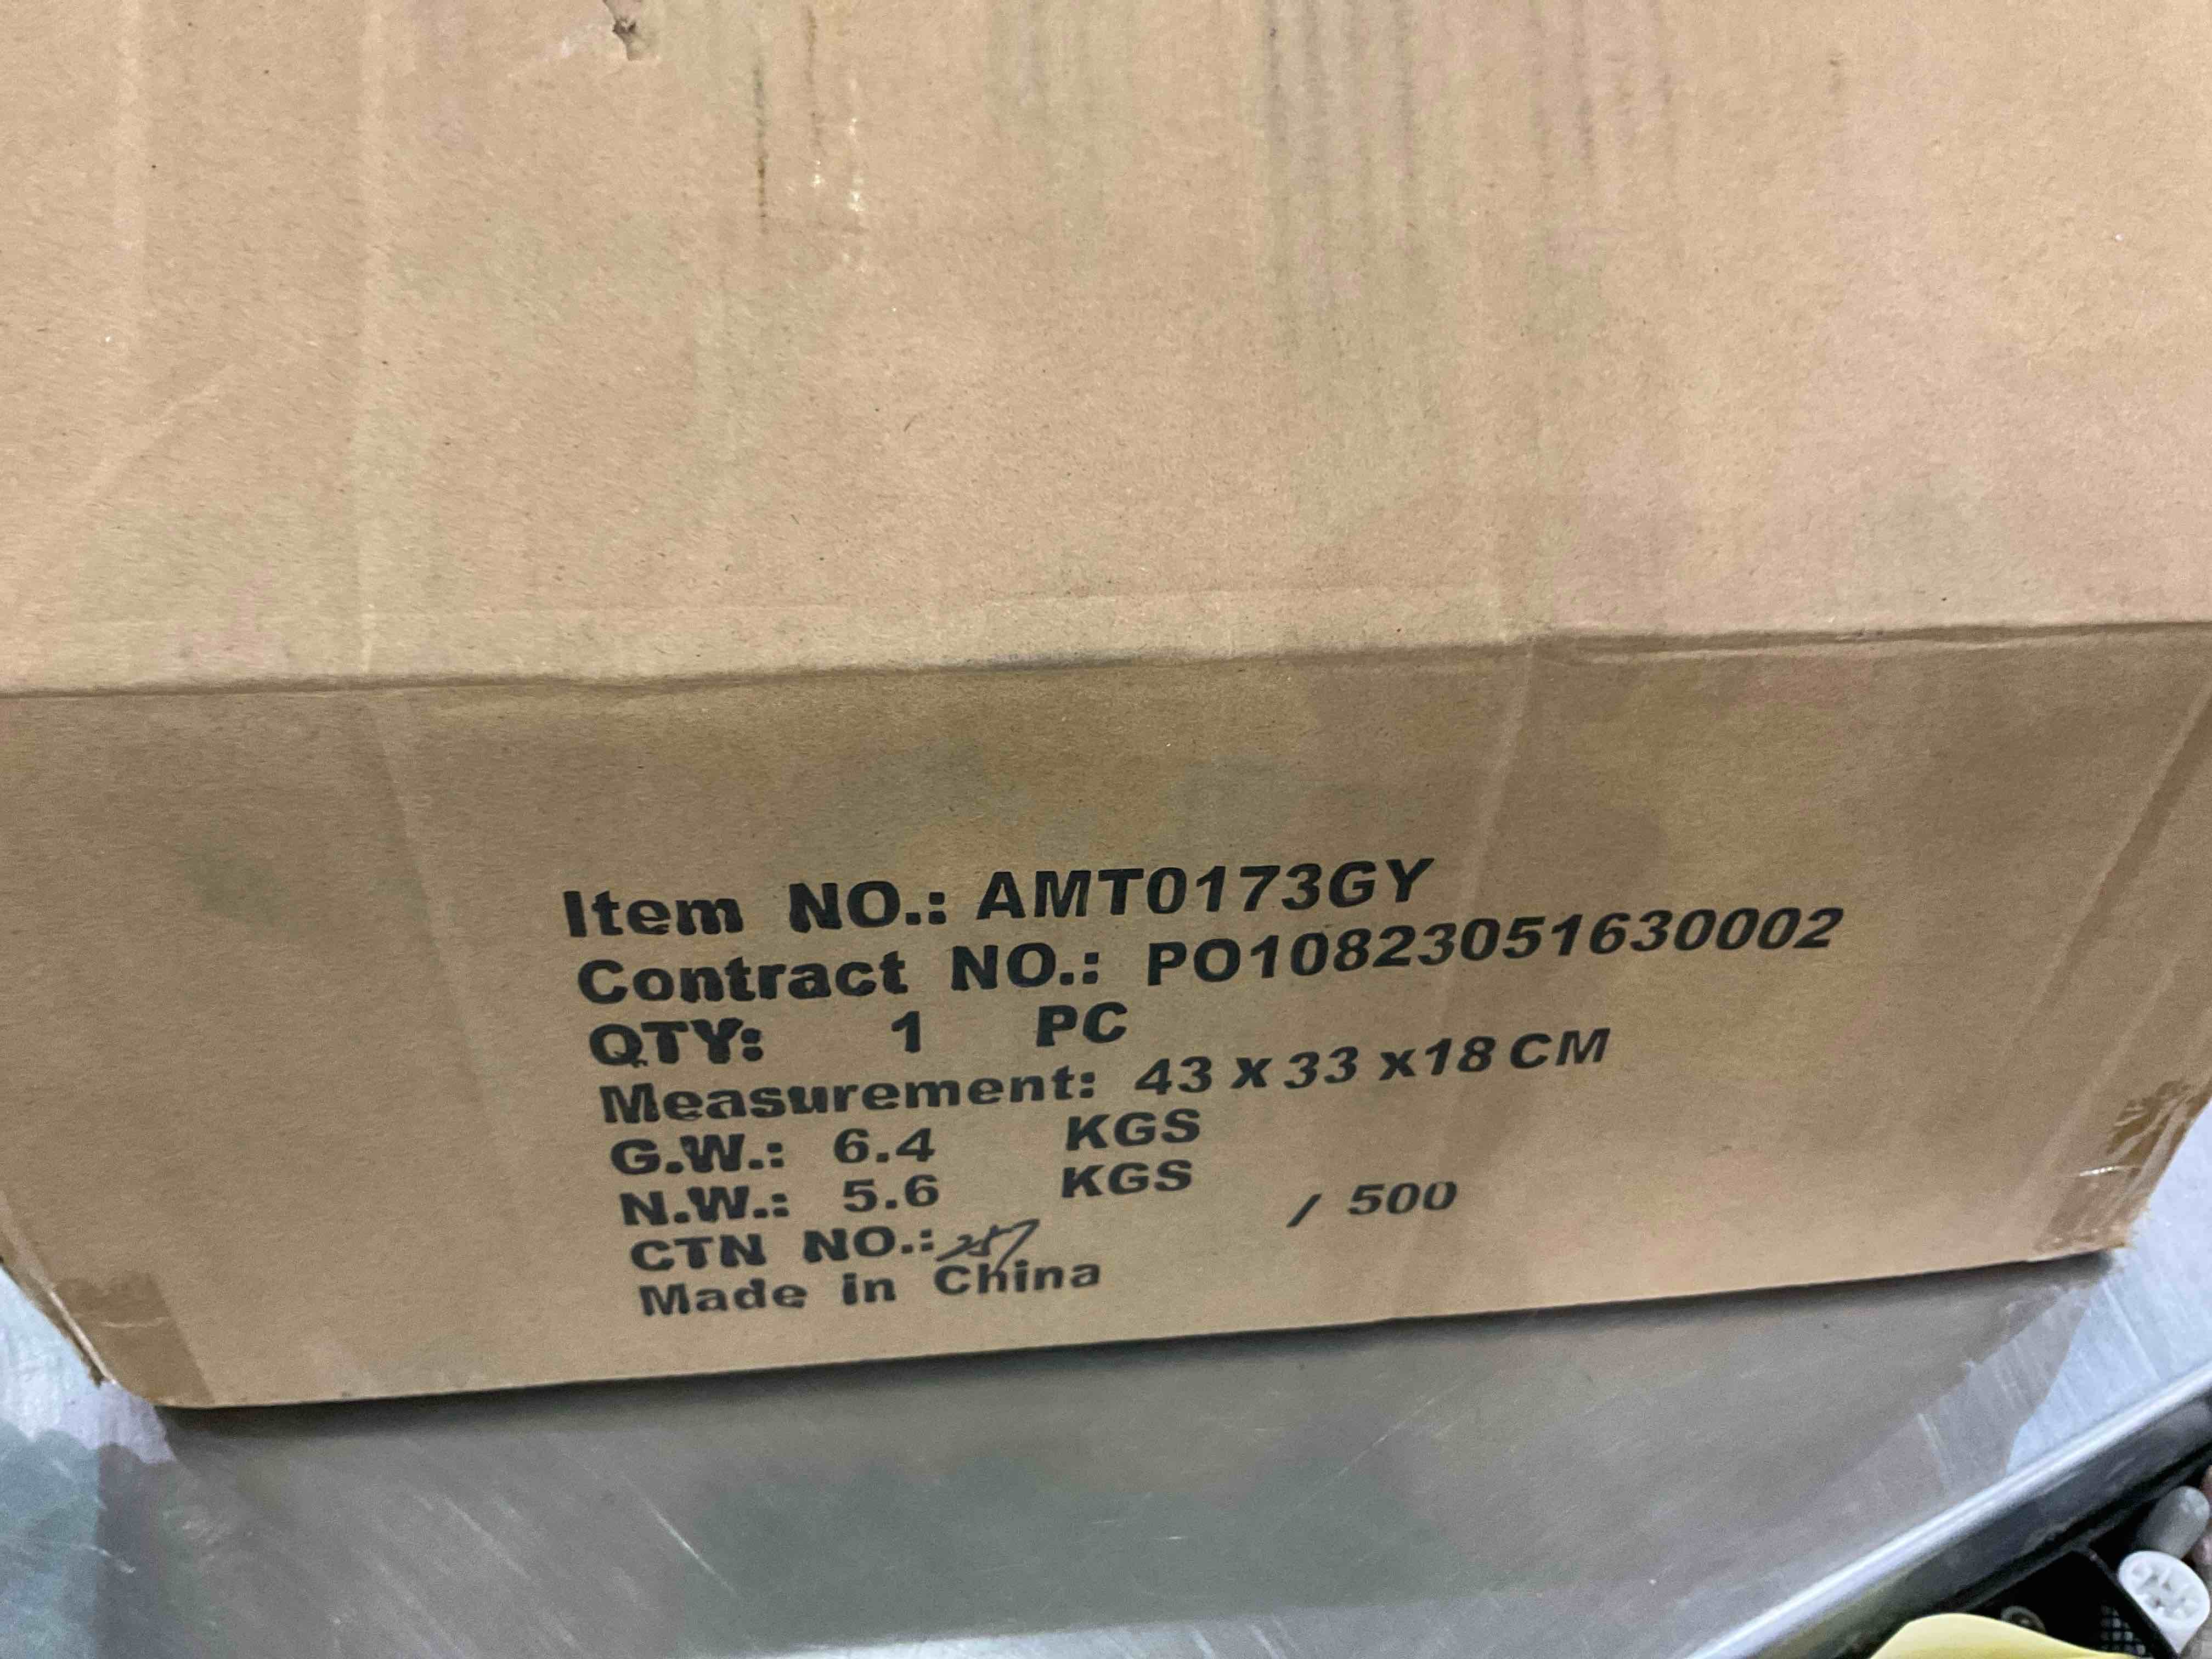 Item NO.: AMT0173GY
Contract NO.: PO10823051630002
QTY: 1 PC
Measurement: 43 x 33 x18 CM
G.W.: 6.4 KGS
N.W.: 5.6 KGS
CTN NO.: / 500
Made in China